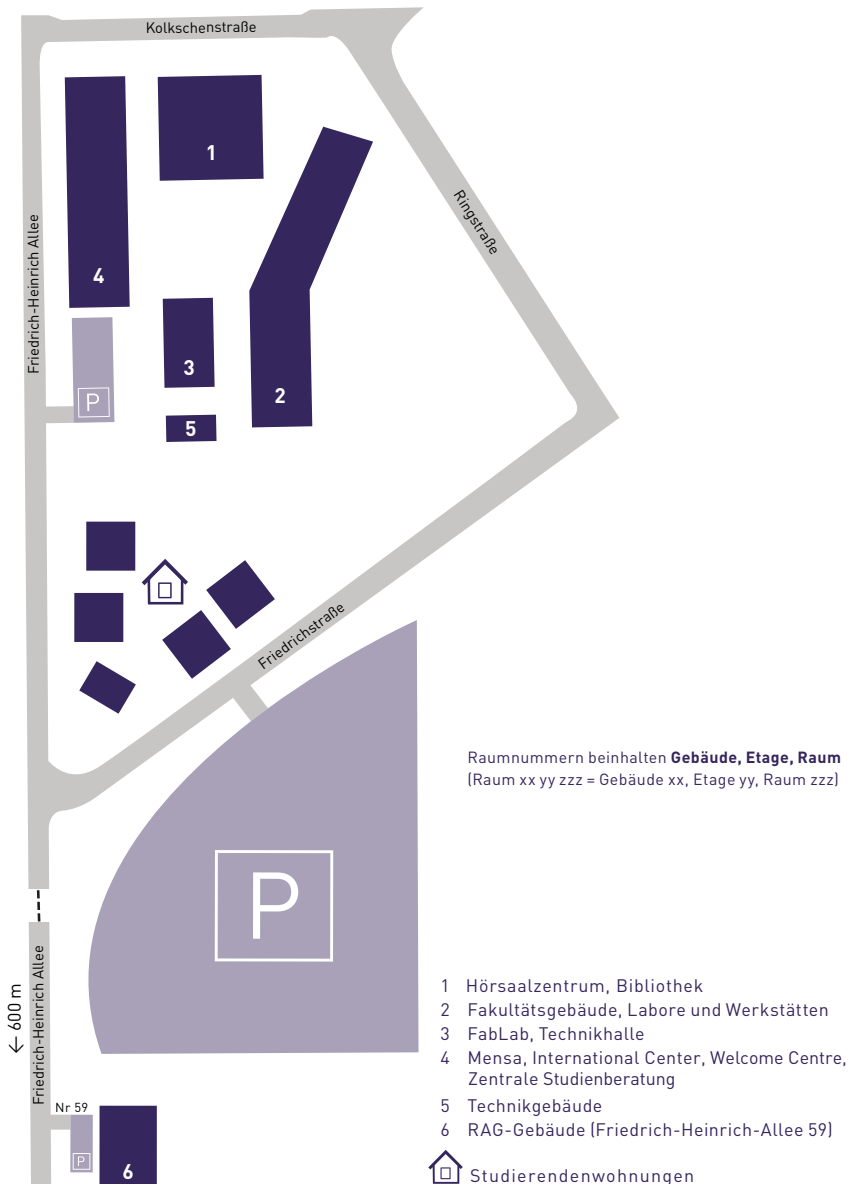 Kolkschenstraße
1
Ringstraße
Friedrich-Heinrich Allee
4
3
2
P
5
Friedrichstraße
Raumnummern beinhalten Gebäude, Etage, Raum
(Raum xx yy zzz = Gebäude xx, Etage yy, Raum zzz)
P
← 600 m
Friedrich-Heinrich Allee
Nr 59
P
6
1 Hörsaalzentrum, Bibliothek
2 Fakultätsgebäude, Labore und Werkstätten
3 FabLab, Technikhalle
4 Mensa, International Center, Welcome Centre,
Zentrale Studienberatung
5 Technikgebäude
6 RAG-Gebäude (Friedrich-Heinrich-Allee 59)
Studierendenwohnungen